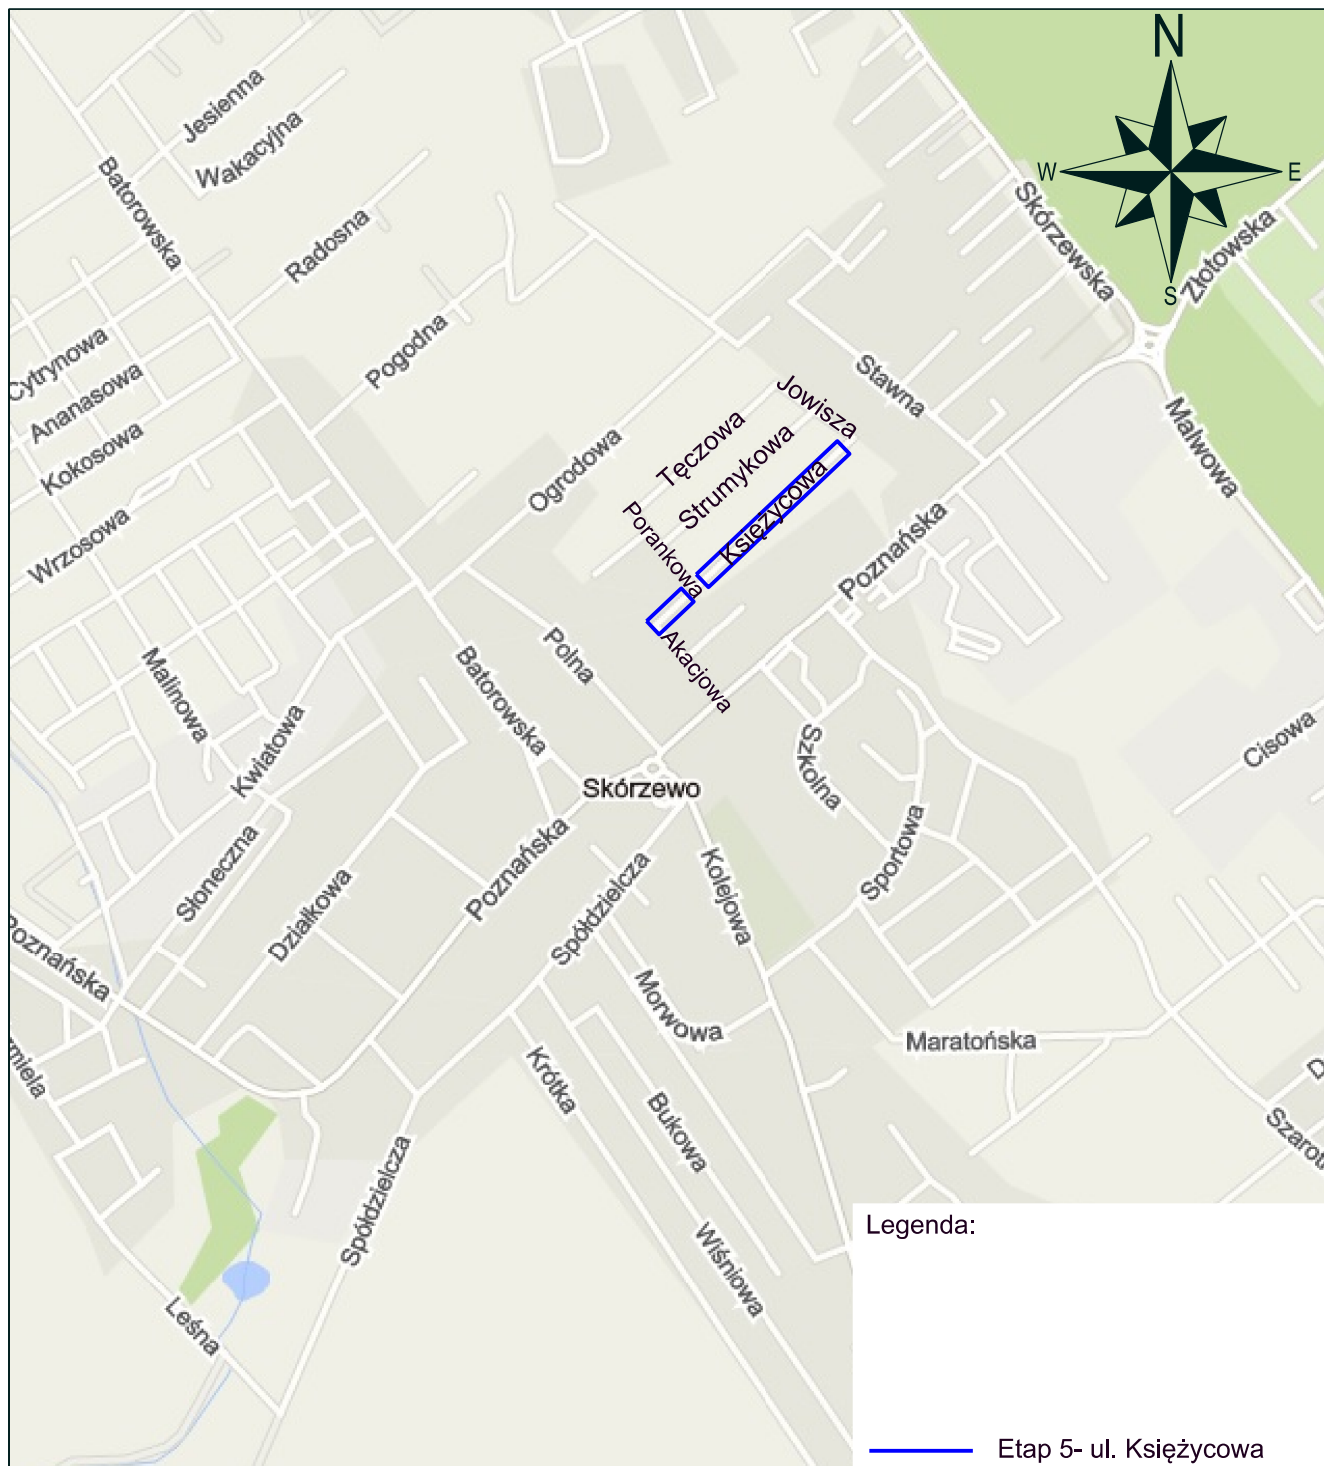 N
W
E
S
Jesienna
Wakacyjna
Batorowska
Radosna
Skórzewska
Złotowska
Pogodna
Cytrynowa
Ananasowa
Kokosowa
Wrzosowa
Stawna
Jowisza
Malwowa
Tęczowa
Strumykowa
Księżycowa
Ogrodowa
Porankowa
Poznańska
Polna
Akacjowa
Malinowa
Batorowska
Kwiatowa
Szkolna
Cisowa
Skórzewo
Słoneczna
Działkowa
Poznańska
Spółdzielcza
Kolejowa
Sportowa
Poznańska
Morwowa
Maratońska
Krótka
Bukowa
Spółdzielcza
Wiśniowa
Leśna
Legenda:
Etap 5- ul. Księżycowa